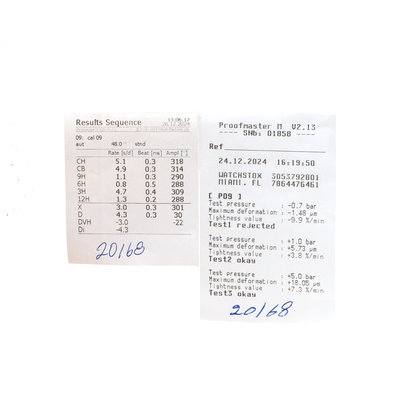 Results Sequence
09: cal 09
aut 48.0° stnd
Rate [s/d] Beat [ms] Ampl [°]
CH 5.1 0.3 318
CB 4.9 0.3 314
9H 1.1 0.3 290
6H 0.8 0.5 288
3H 4.7 0.2 309
12H 1.3 0.2 288
X 3.0 0.3 301
D 4.3 0.3 30
DVH -3.0 -22
Di -4.3
20168
Proofmaster M V2.13
---- SNb: 01858 ----
Ref
24.12.2024 16:19:50
WATCHSTDX 3053792801
MIAMI. FL 7864476461
[ P09 ]
Test pressure : -0.7 bar
Maximum deformation : -1.48 µm
Tightness value : -9.9 %/min
Test1 rejected
Test pressure : +1.0 bar
Maximum deformation : +5.73 µm
Tightness value : +3.8 %/min
Test2 okay
Test pressure : +5.0 bar
Maximum deformation : +18.05 µm
Tightness value : +7.3 %/min
Test3 okay
20168